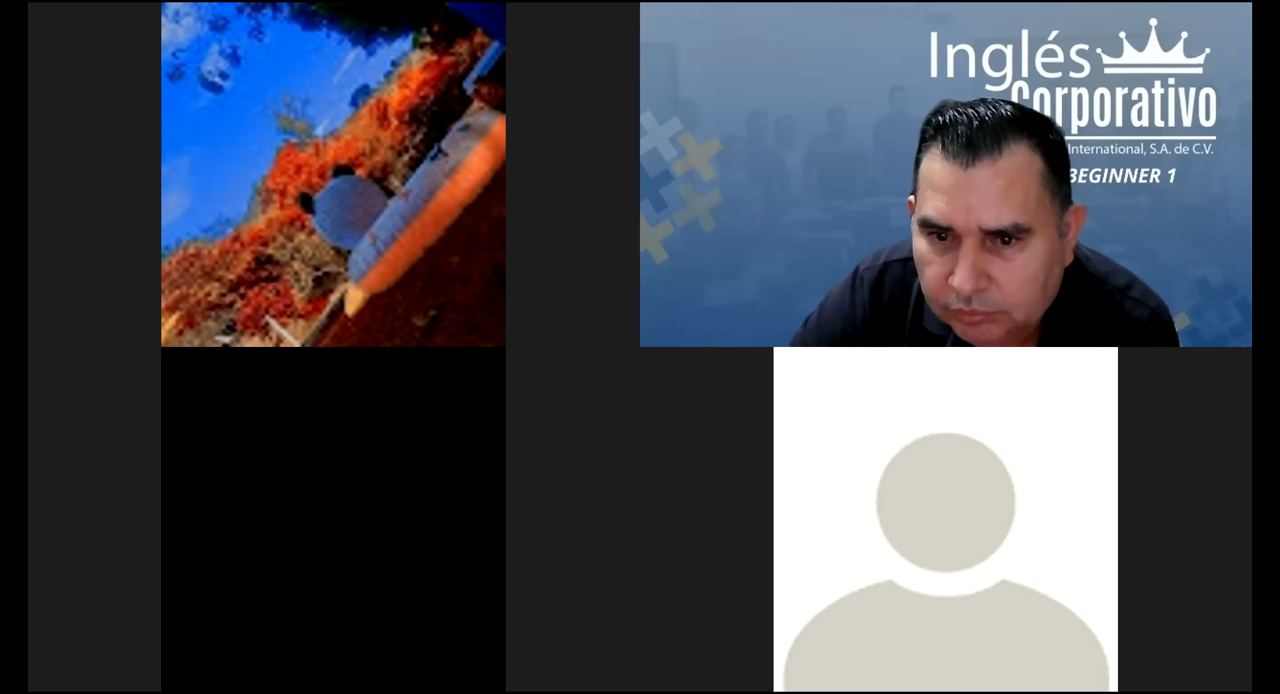 Inglés
Corporativo
International, S.A. de C.V.
BEGINNER 1